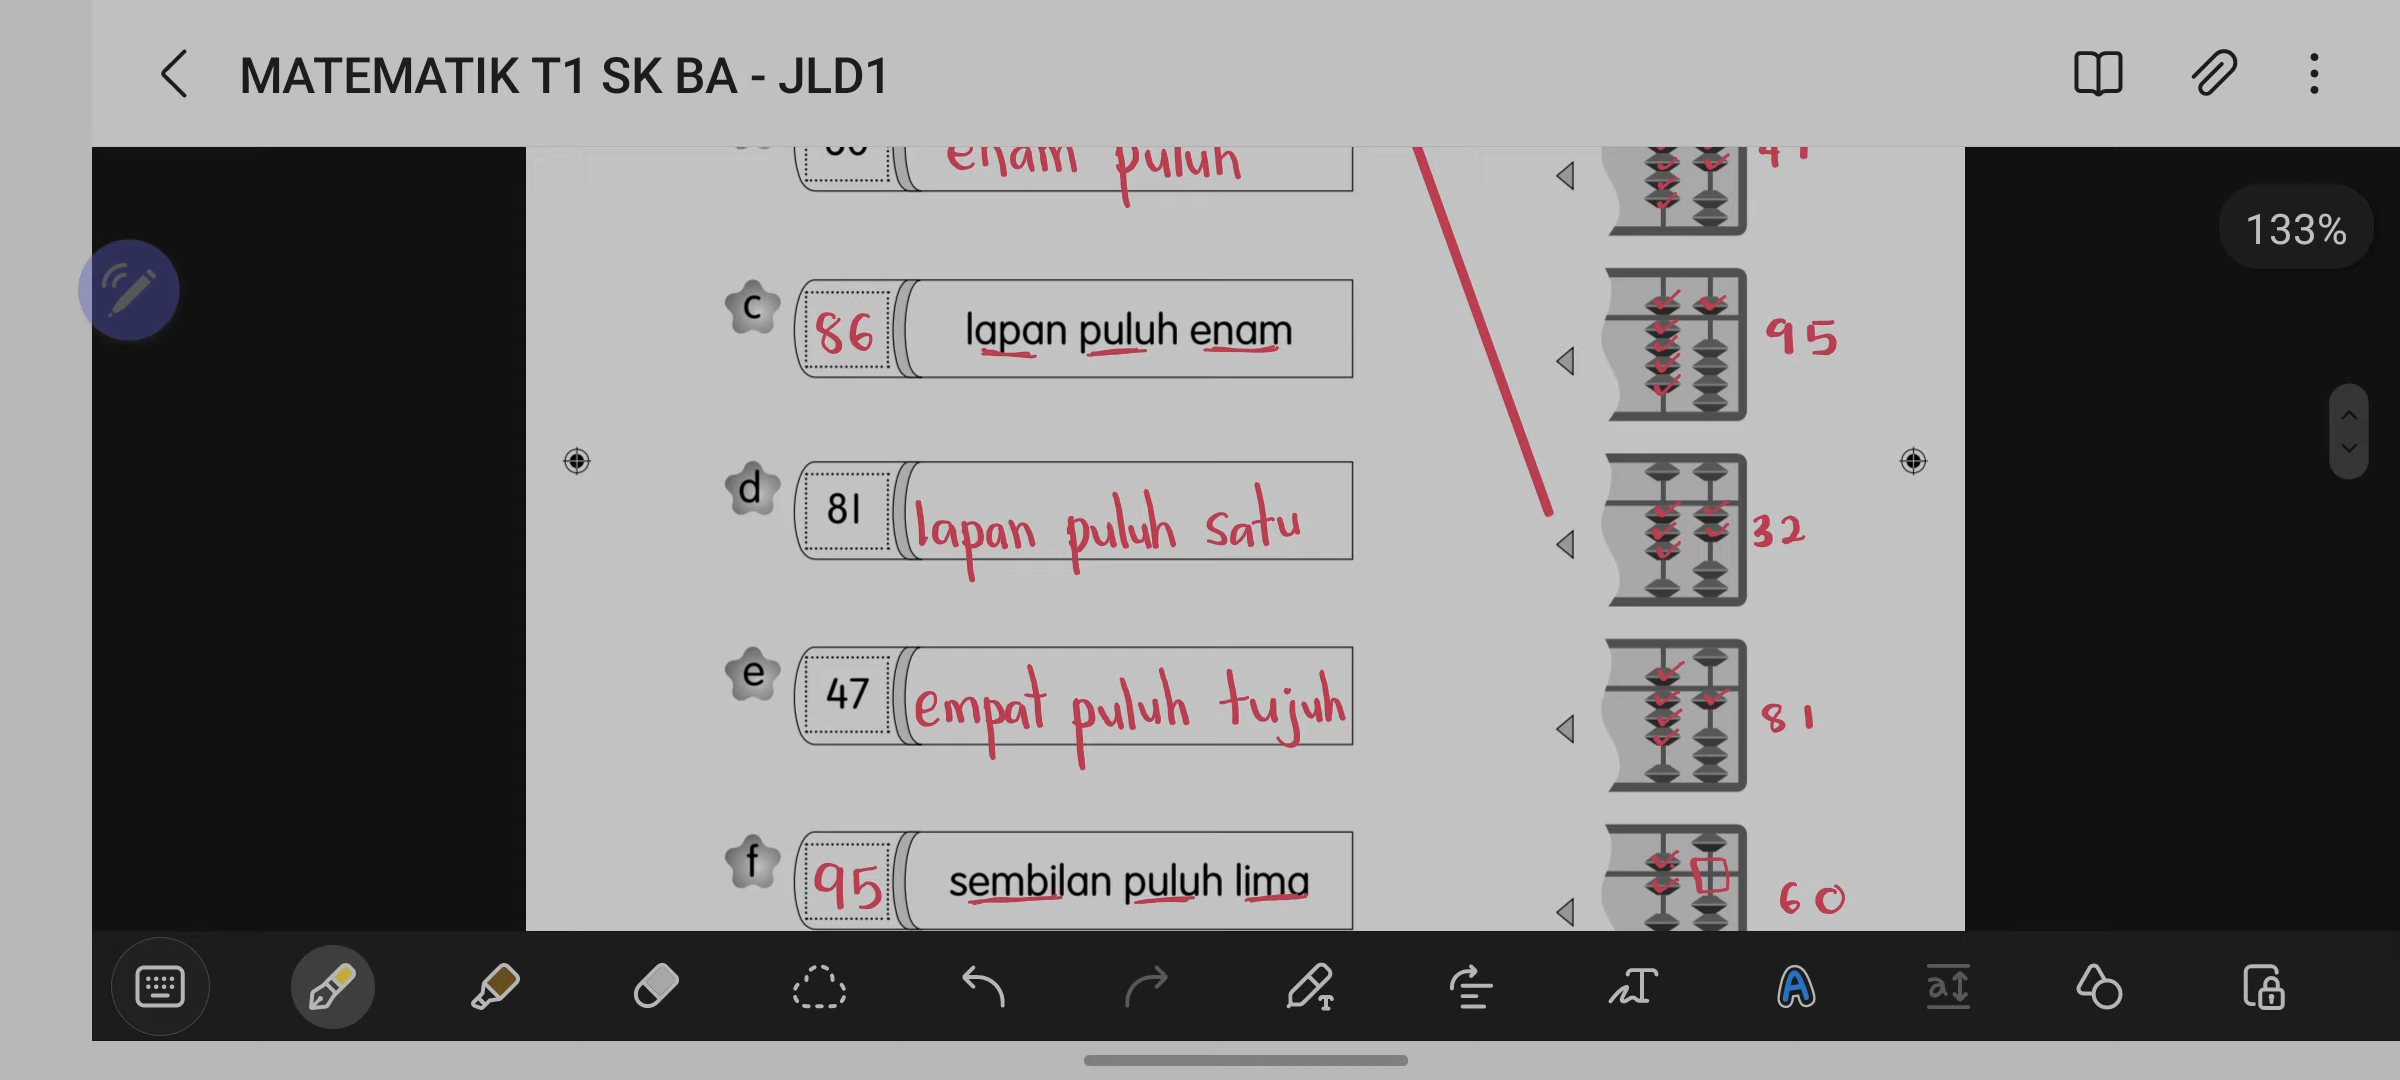 MATEMATIK T1 SK BA - JLD1
enam puluh
133%
c 86 lapan puluh enam 95
d 81 lapan puluh satu 32
e 47 empat puluh tujuh 81
f 95 sembilan puluh lima 60